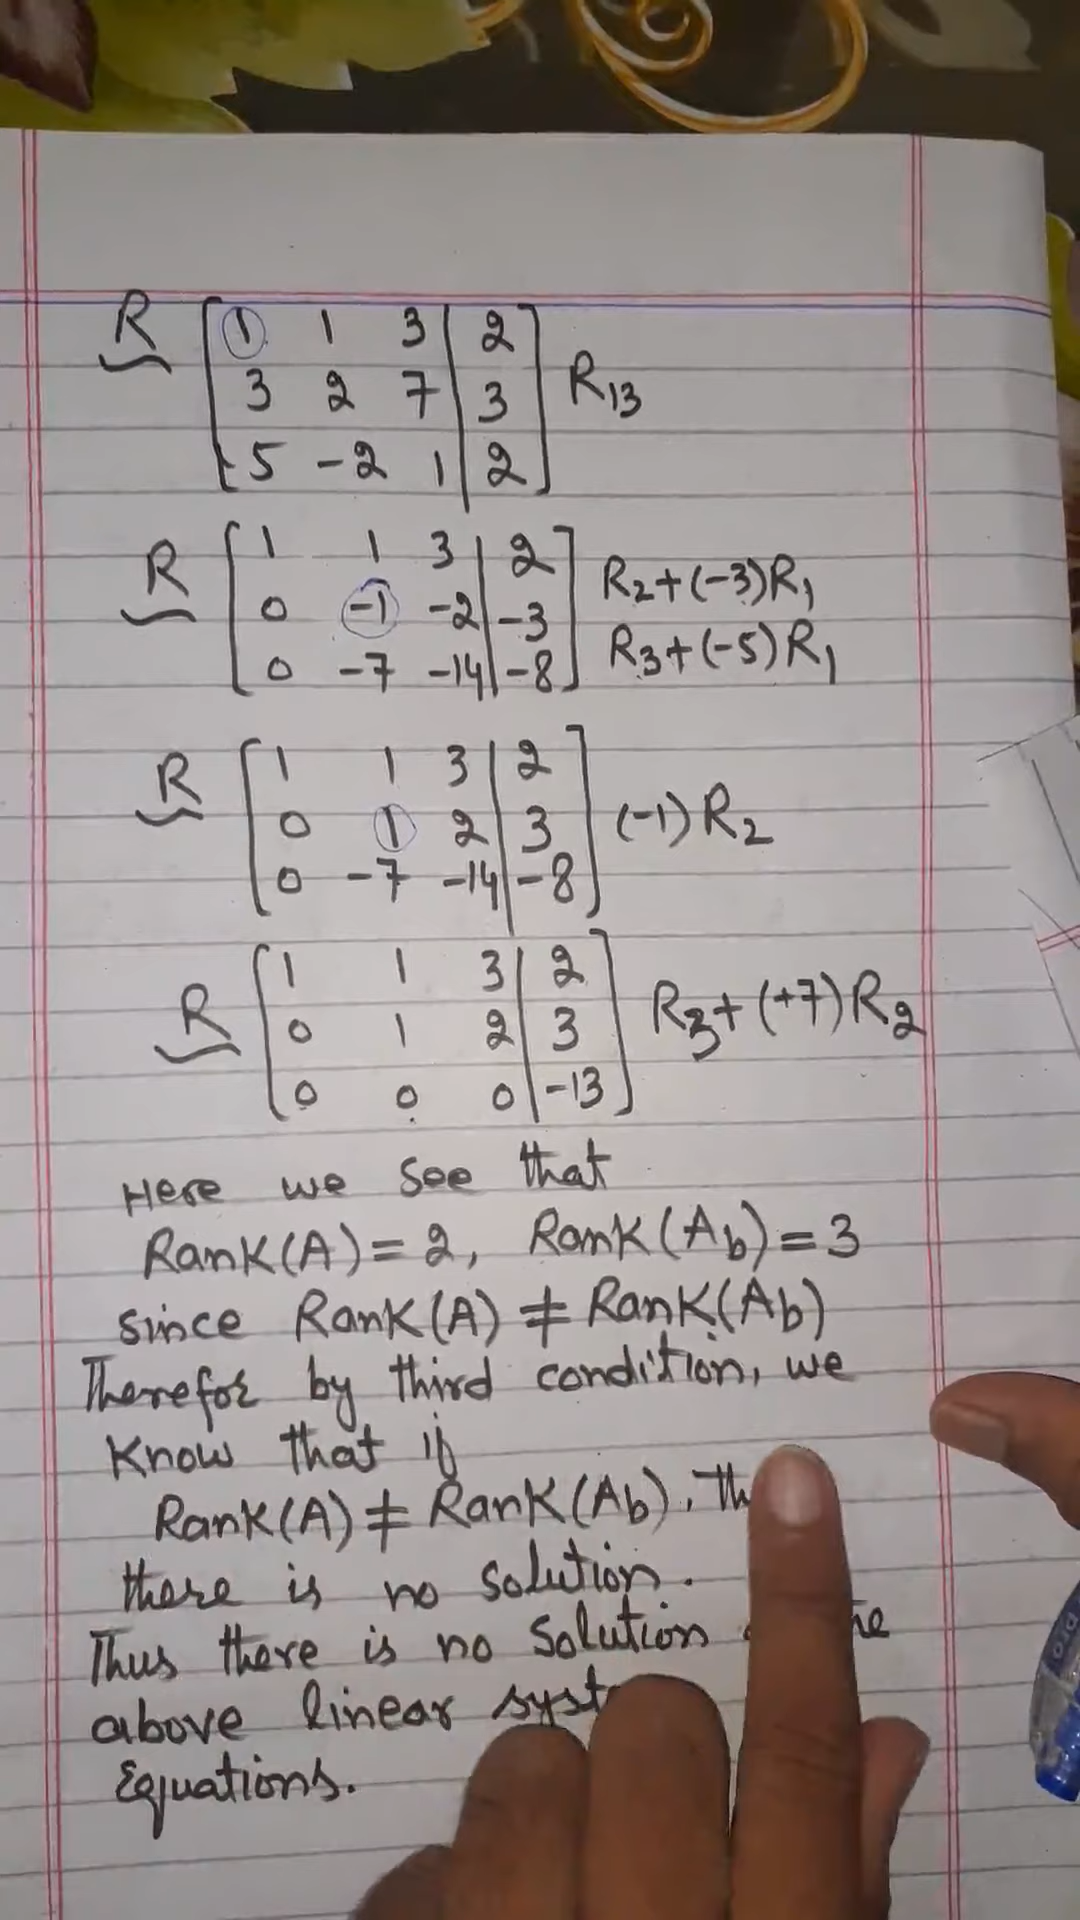 R [ 1 1 3 | 2 ]
3 2 7 | 3 R13
5 -2 1 | 2
R [ 1 1 3 | 2 ]
0 -1 -2 | -3 R2+(-3)R1
0 -7 -14 | -8 R3+(-5)R1
R [ 1 1 3 | 2 ]
0 1 2 | 3 (-1)R2
0 -7 -14 | -8
R [ 1 1 3 | 2 ]
0 1 2 | 3 R3+(+7)R2
0 0 0 | -13
Here we see that
Rank(A) = 2, Rank(Ab) = 3
since Rank(A) ≠ Rank(Ab)
Therefor by third condition, we
Know that if
Rank(A) ≠ Rank(Ab),
there is no solution.
Thus there is no solution
above linear
Equations.